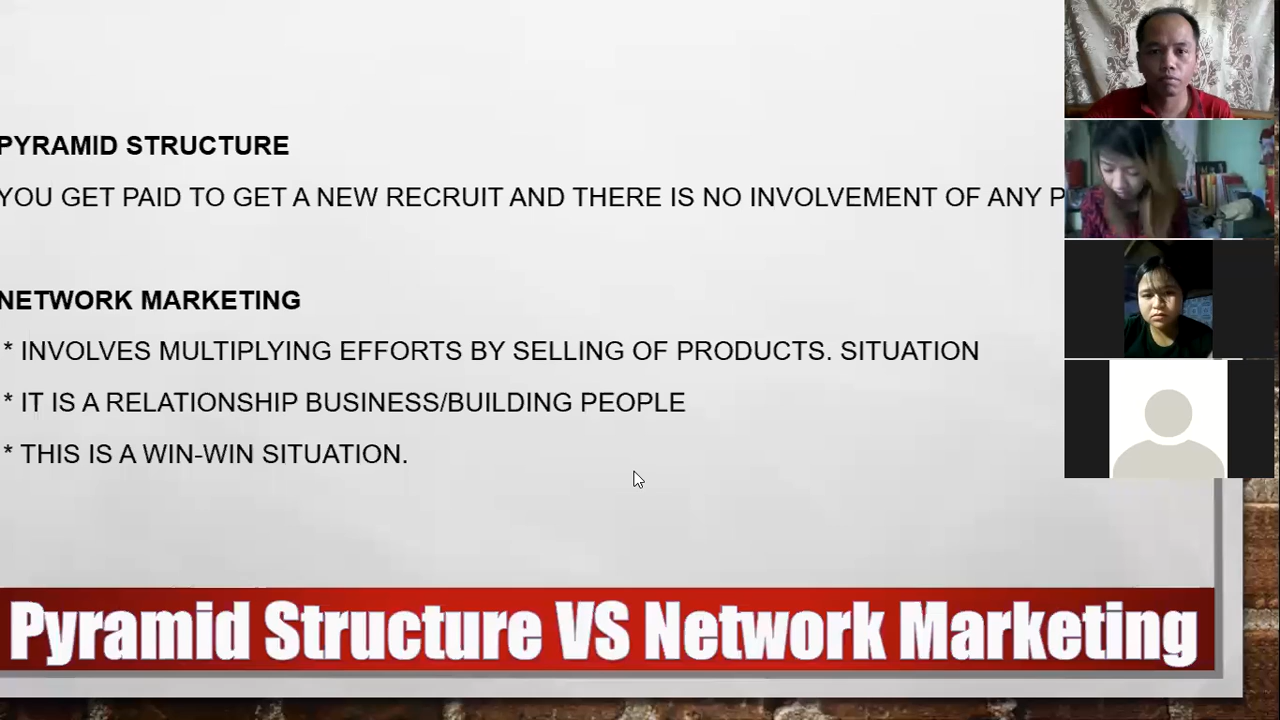 PYRAMID STRUCTURE
YOU GET PAID TO GET A NEW RECRUIT AND THERE IS NO INVOLVEMENT OF ANY P
NETWORK MARKETING
* INVOLVES MULTIPLYING EFFORTS BY SELLING OF PRODUCTS. SITUATION
* IT IS A RELATIONSHIP BUSINESS/BUILDING PEOPLE
* THIS IS A WIN-WIN SITUATION.
Pyramid Structure VS Network Marketing